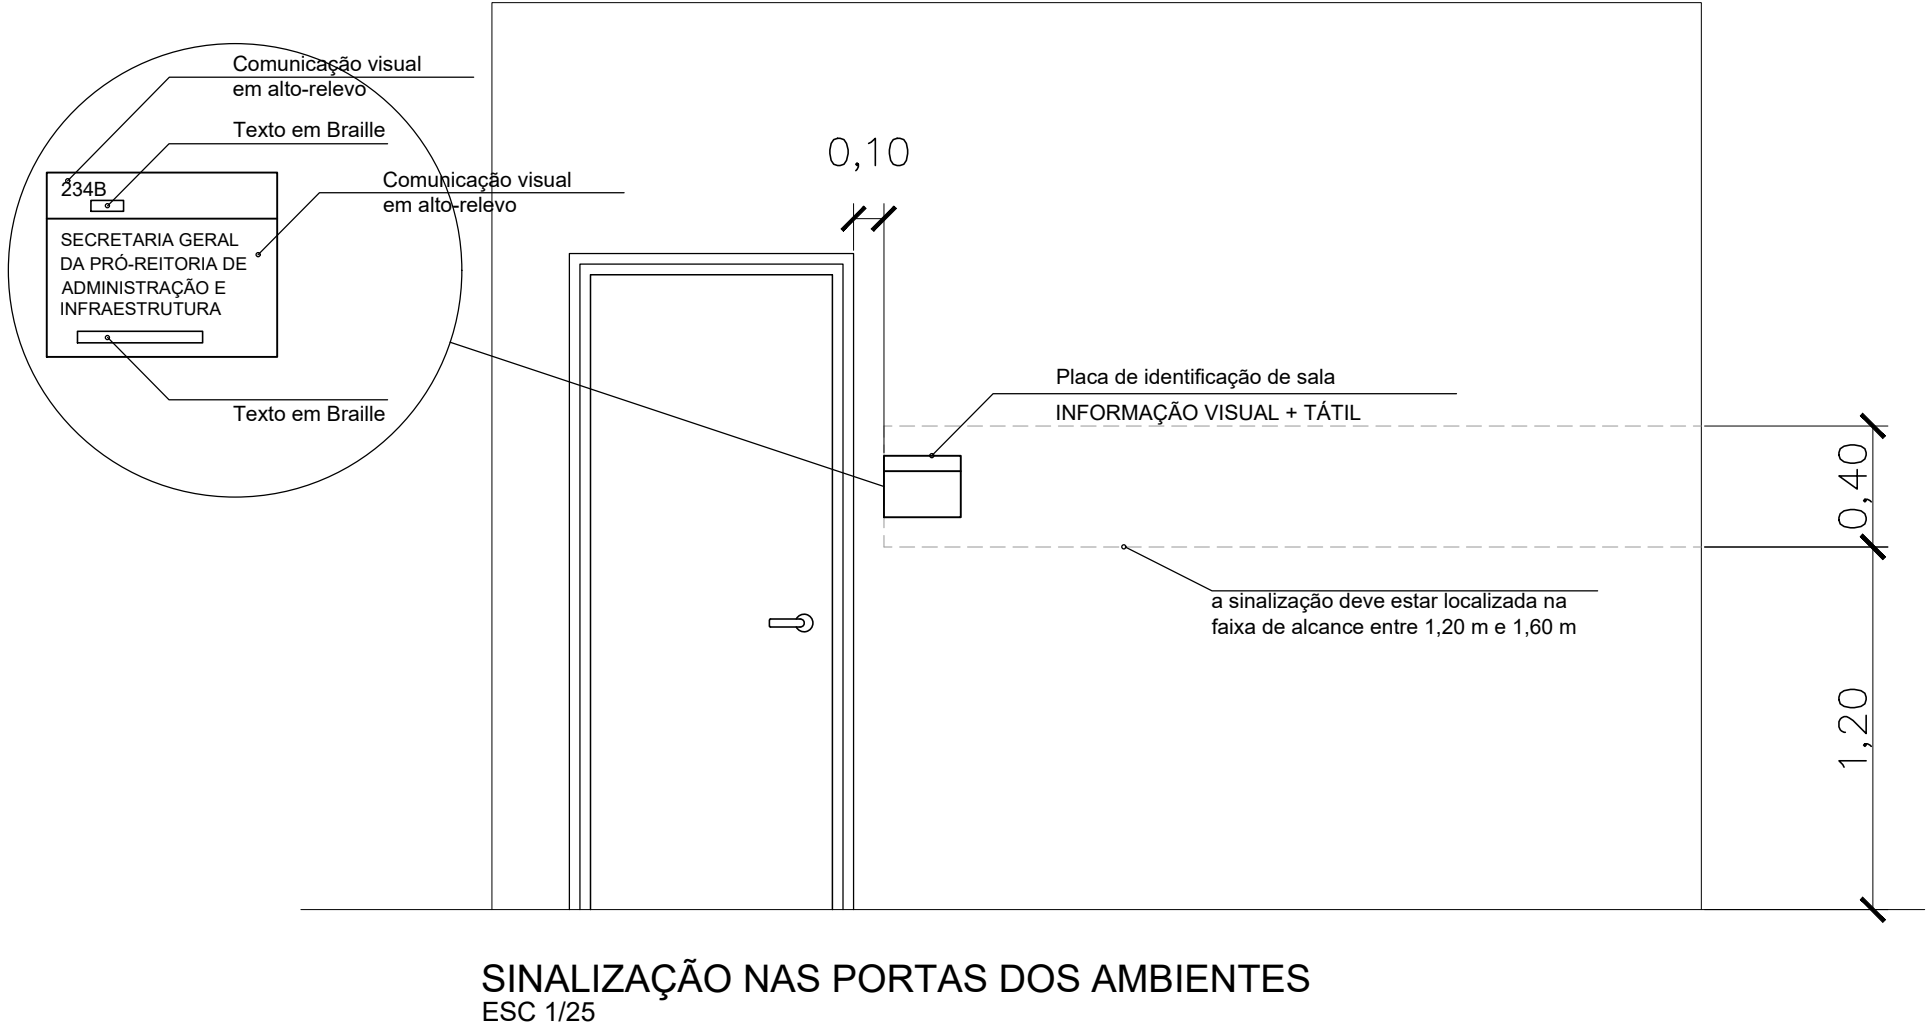 Comunicação visual
em alto-relevo
Texto em Braille
234B
Comunicação visual
em alto-relevo
SECRETARIA GERAL
DA PRÓ-REITORIA DE
ADMINISTRAÇÃO E
INFRAESTRUTURA
Texto em Braille
0,10
Placa de identificação de sala
INFORMAÇÃO VISUAL + TÁTIL
0,40
a sinalização deve estar localizada na
faixa de alcance entre 1,20 m e 1,60 m
1,20
SINALIZAÇÃO NAS PORTAS DOS AMBIENTES
ESC 1/25